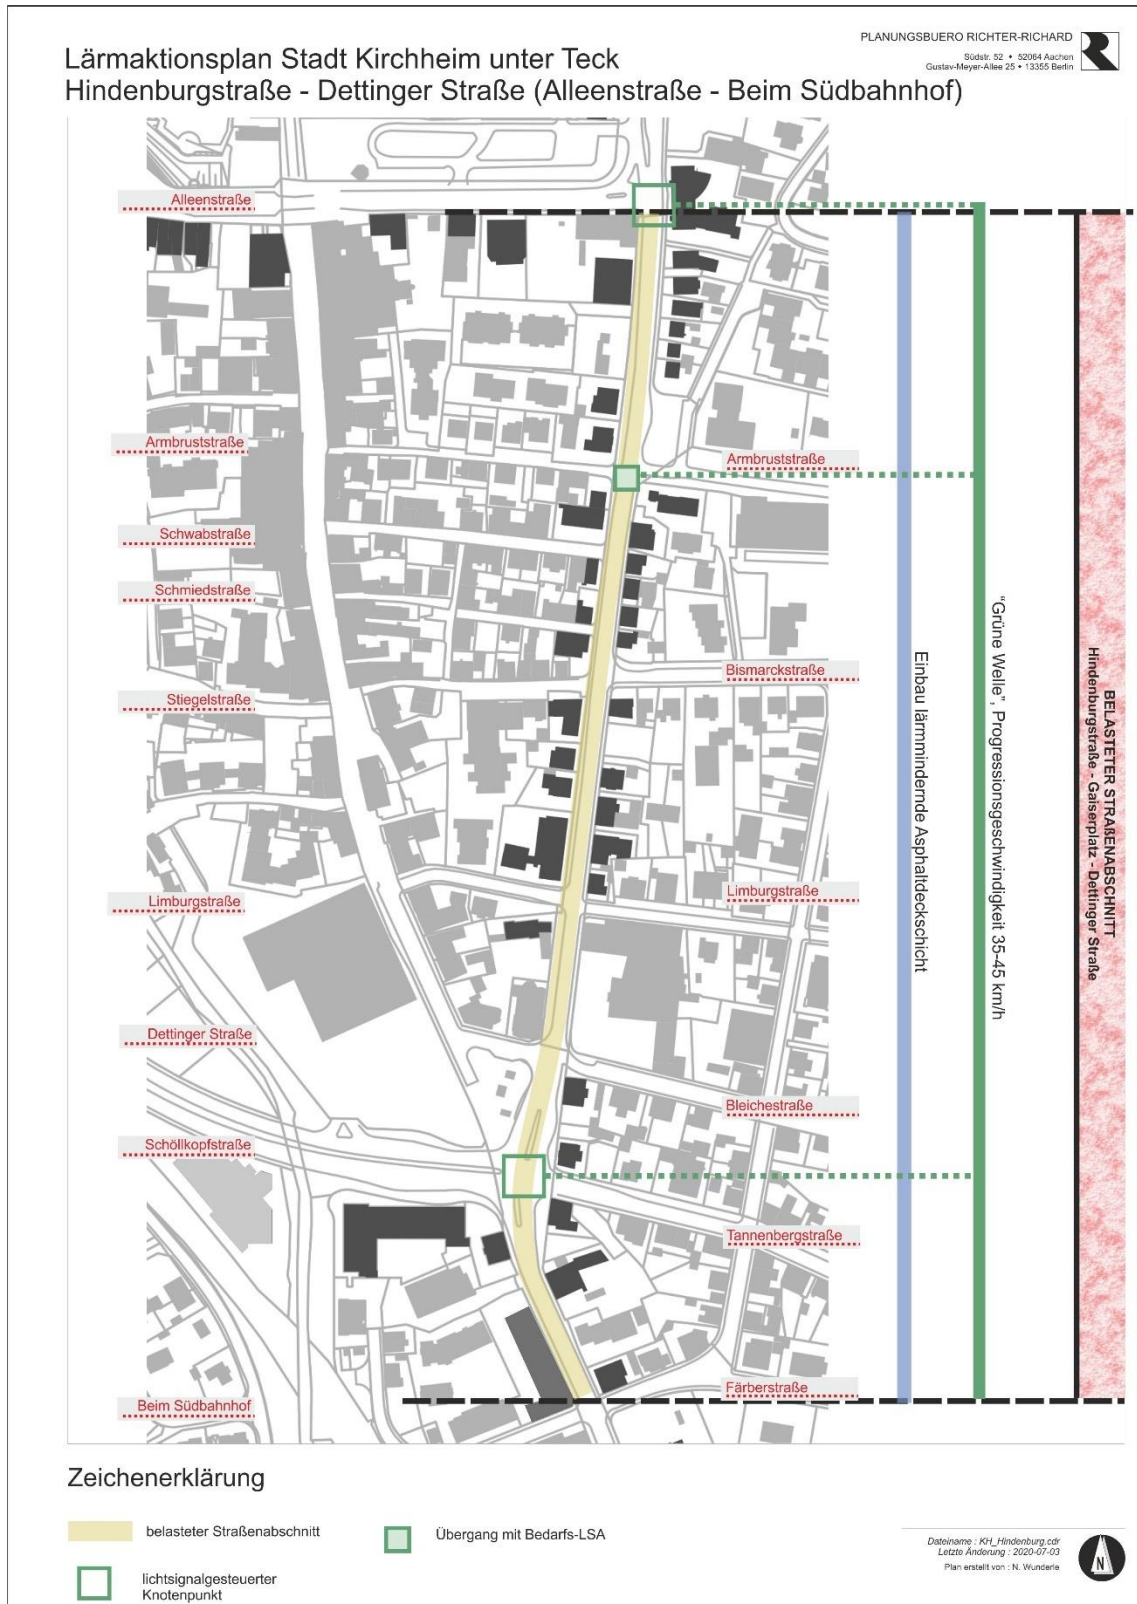 PLANUNGSBUERO RICHTER-RICHARD
Südstr. 52 • 52064 Aachen
Gustav-Meyer-Allee 25 • 13355 Berlin
Lärmaktionsplan Stadt Kirchheim unter Teck
Hindenburgstraße - Dettinger Straße (Alleenstraße - Beim Südbahnhof)
Alleenstraße
Armbruststraße
Armbruststraße
Schwabstraße
Schmiedstraße
Bismarckstraße
Stiegelstraße
Limburgstraße
Limburgstraße
Dettinger Straße
Bleichestraße
Schöllkopfstraße
Tannenbergstraße
Färberstraße
Beim Südbahnhof
Einbau lärmmindernde Asphaltdeckschicht
"Grüne Welle", Progressionsgeschwindigkeit 35-45 km/h
BELASTETER STRAßENABSCHNITT
Hindenburgstraße - Gaiserplatz - Dettinger Straße
Zeichenerklärung
belasteter Straßenabschnitt
Übergang mit Bedarfs-LSA
lichtsignalgesteuerter
Knotenpunkt
Dateiname : KH_Hindenburg.cdr
Letzte Änderung : 2020-07-03
Plan erstellt von : N. Wunderle
N